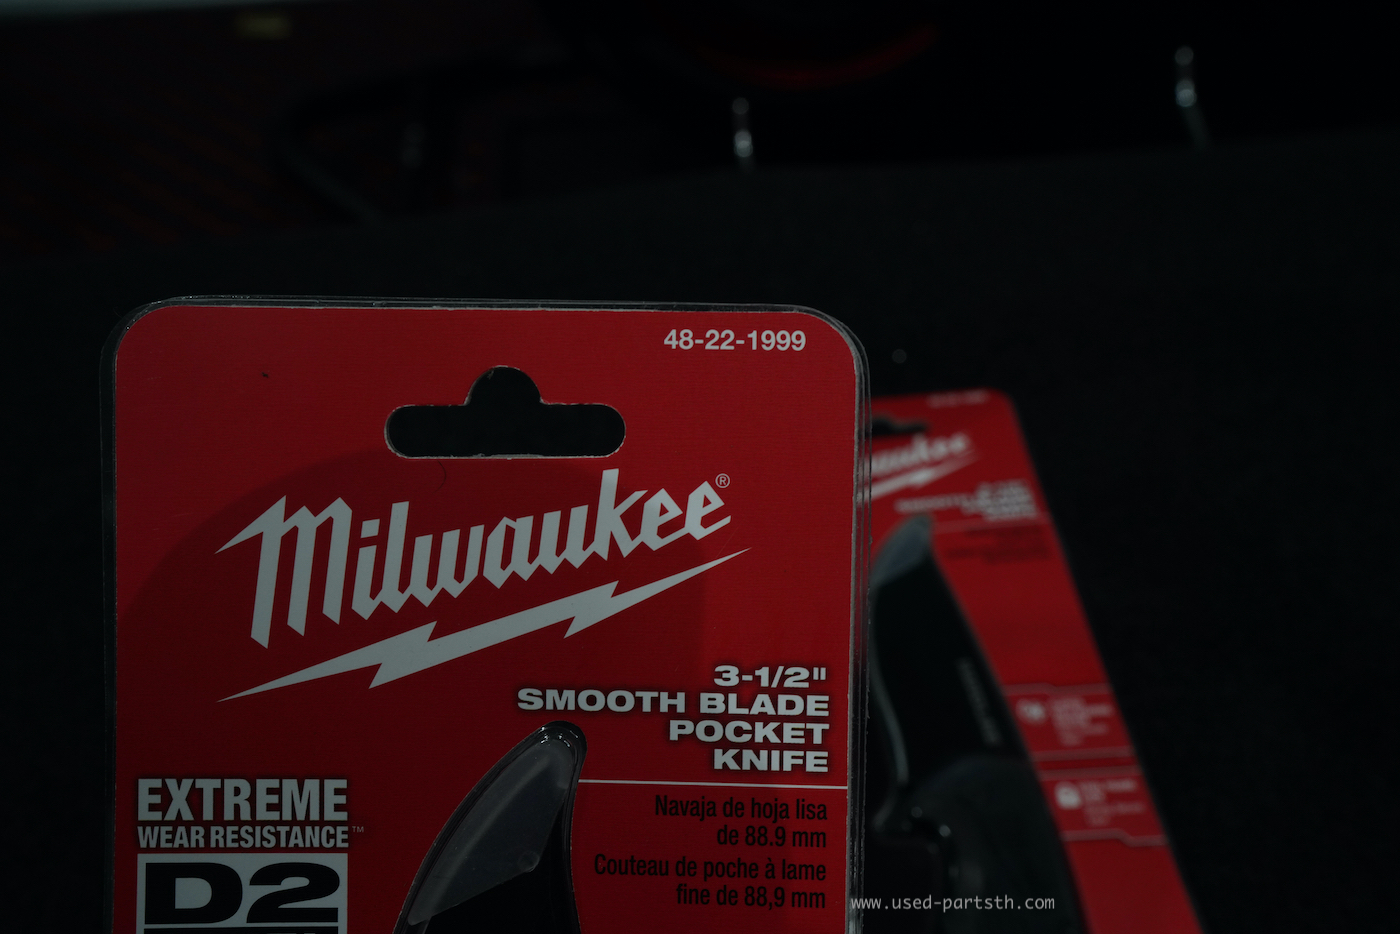 48-22-1999
Milwaukee®
3-1/2"
SMOOTH BLADE
POCKET
KNIFE
EXTREME
WEAR RESISTANCE™
D2
Navaja de hoja lisa
de 88.9 mm
Couteau de poche à lame
fine de 88,9 mm
www.used-partsth.com